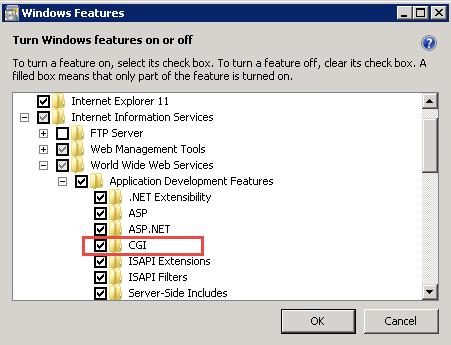 Windows Features
Turn Windows features on or off
To turn a feature on, select its check box. To turn a feature off, clear its check box. A
filled box means that only part of the feature is turned on.
Internet Explorer 11
Internet Information Services
FTP Server
Web Management Tools
World Wide Web Services
Application Development Features
.NET Extensibility
ASP
ASP.NET
CGI
ISAPI Extensions
ISAPI Filters
Server-Side Includes
OK
Cancel